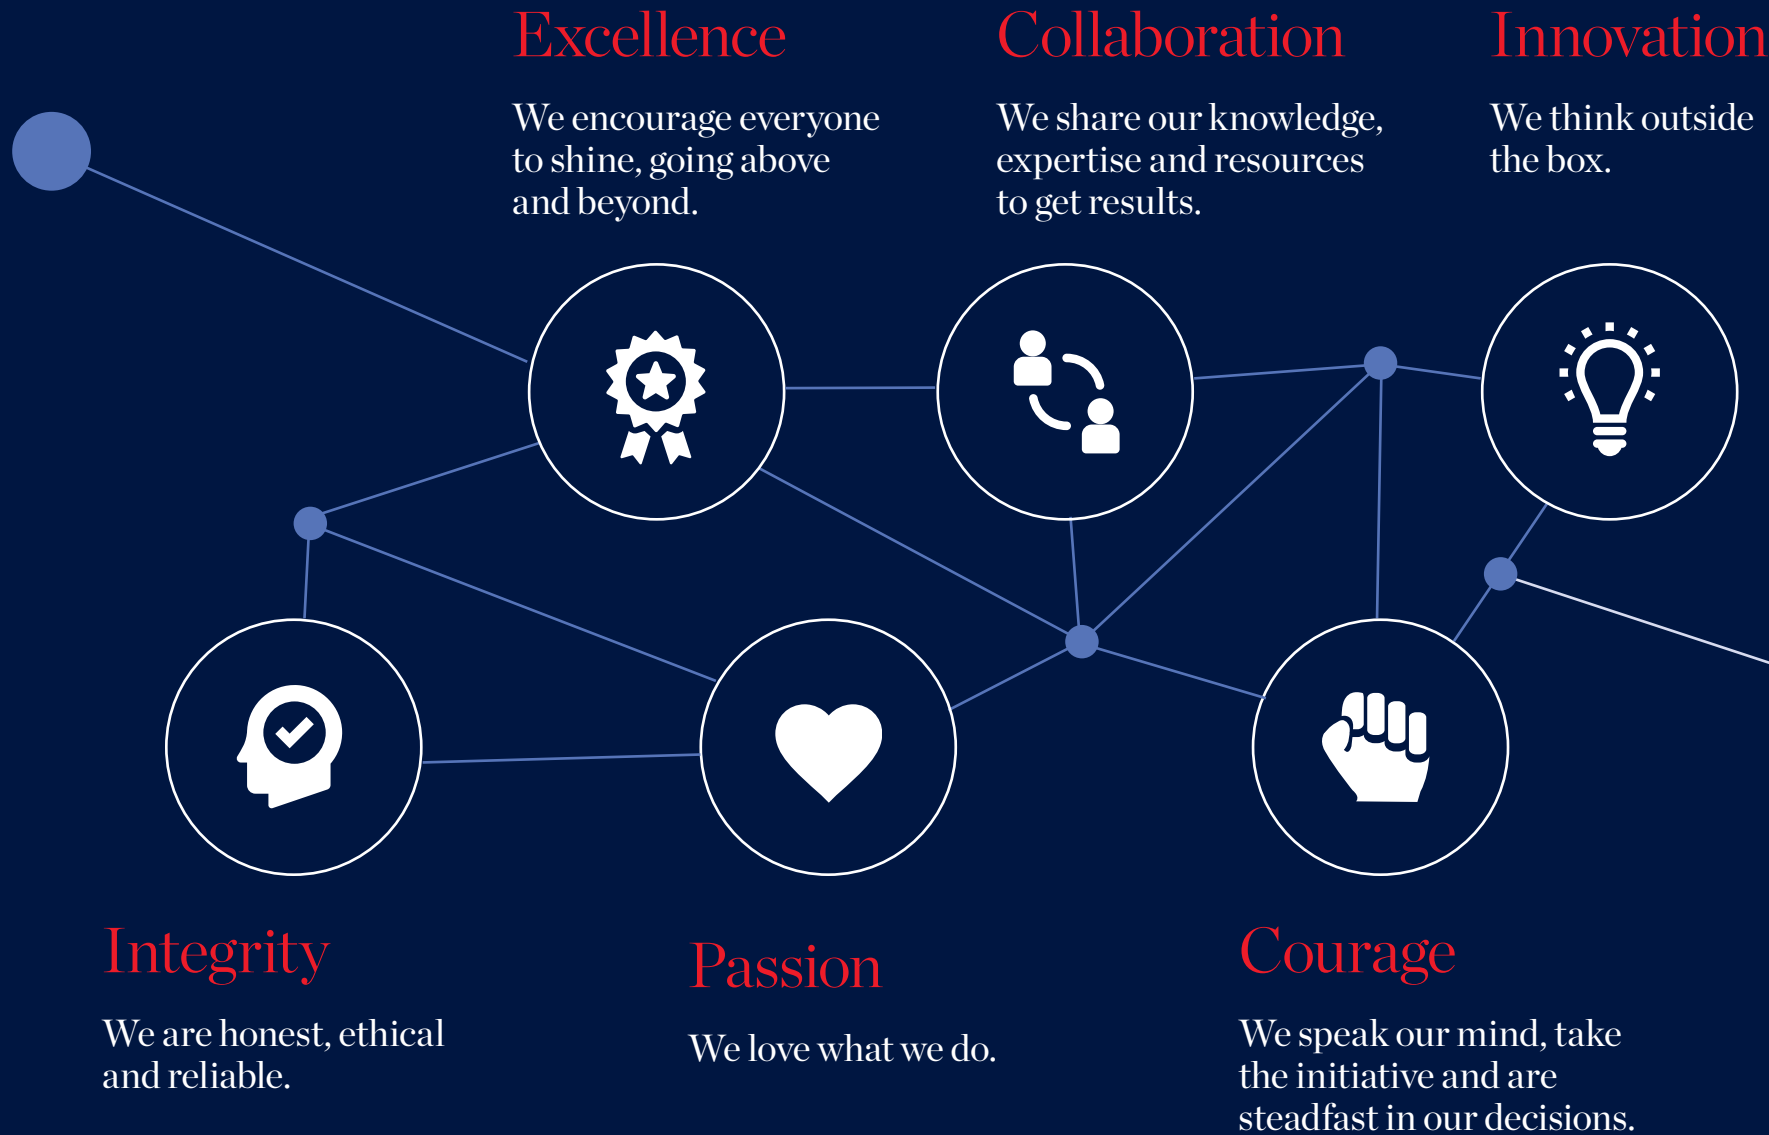 Excellence
We encourage everyone
to shine, going above
and beyond.
Collaboration
We share our knowledge,
expertise and resources
to get results.
Innovation
We think outside
the box.
Integrity
We are honest, ethical
and reliable.
Passion
We love what we do.
Courage
We speak our mind, take
the initiative and are
steadfast in our decisions.